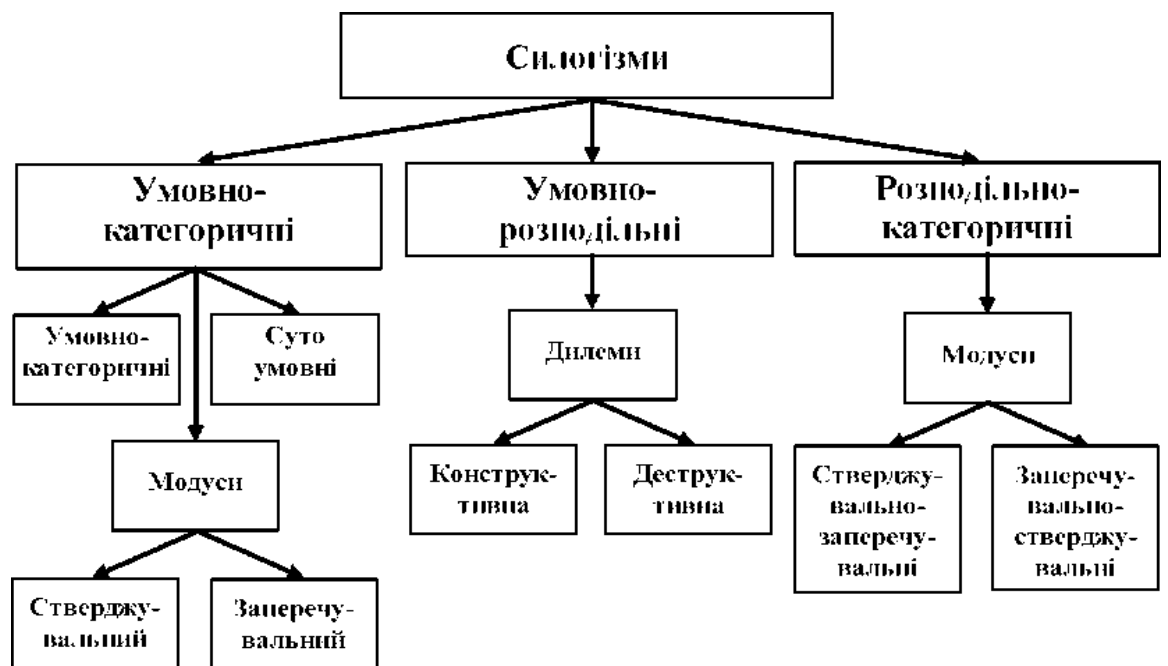 Силогізми
Умовно-
категоричні
Умовно-
розподільні
Розподільно-
категоричні
Умовно-
категоричні
Суто
умовні
Дилеми
Модуси
Модуси
Конструк-
тивна
Деструк-
тивна
Стверджу-
вально-
заперечу-
вальні
Заперечу-
вально-
стверджу-
вальні
Стверджу-
вальний
Заперечу-
вальний